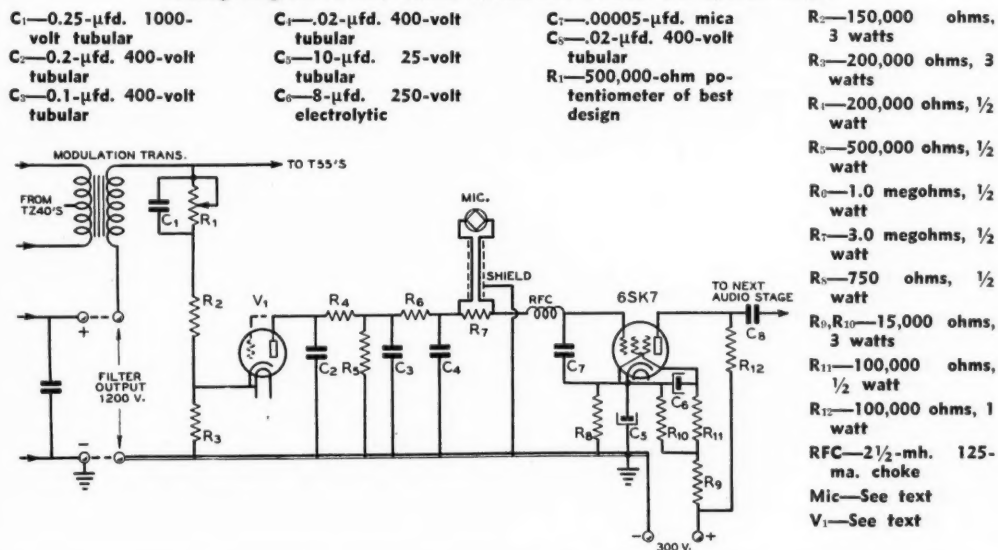 C₁—0.25-μfd. 1000-
volt tubular
C₂—0.2-μfd. 400-volt
tubular
C₃—0.1-μfd. 400-volt
tubular
C₄—.02-μfd. 400-volt
tubular
C₅—10-μfd. 25-volt
tubular
C₆—8-μfd. 250-volt
electrolytic
C₇—.00005-μfd. mica
C₈—.02-μfd. 400-volt
tubular
R₁—500,000-ohm po-
tentiometer of best
design
R₂—150,000 ohms,
3 watts
R₃—200,000 ohms, 3
watts
R₄—200,000 ohms, ½
watt
R₅—500,000 ohms, ½
watt
R₆—1.0 megohms, ½
watt
R₇—3.0 megohms, ½
watt
R₈—750 ohms, ½
watt
R₉,R₁₀—15,000 ohms,
3 watts
R₁₁—100,000 ohms,
½ watt
R₁₂—100,000 ohms, 1
watt
RFC—2½-mh. 125-
ma. choke
Mic—See text
V₁—See text
MODULATION TRANS.
TO T55'S
FROM
TZ40'S
C₁
R₁
R₂
R₃
FILTER
OUTPUT
1200 V.
+
−
V₁
R₄
R₆
C₂
R₅
C₃
C₄
MIC.
SHIELD
R₇
RFC
C₇
6SK7
TO NEXT
AUDIO STAGE
C₈
R₁₂
C₆
R₈
C₅
R₁₀
R₁₁
R₉
− +
300 V.